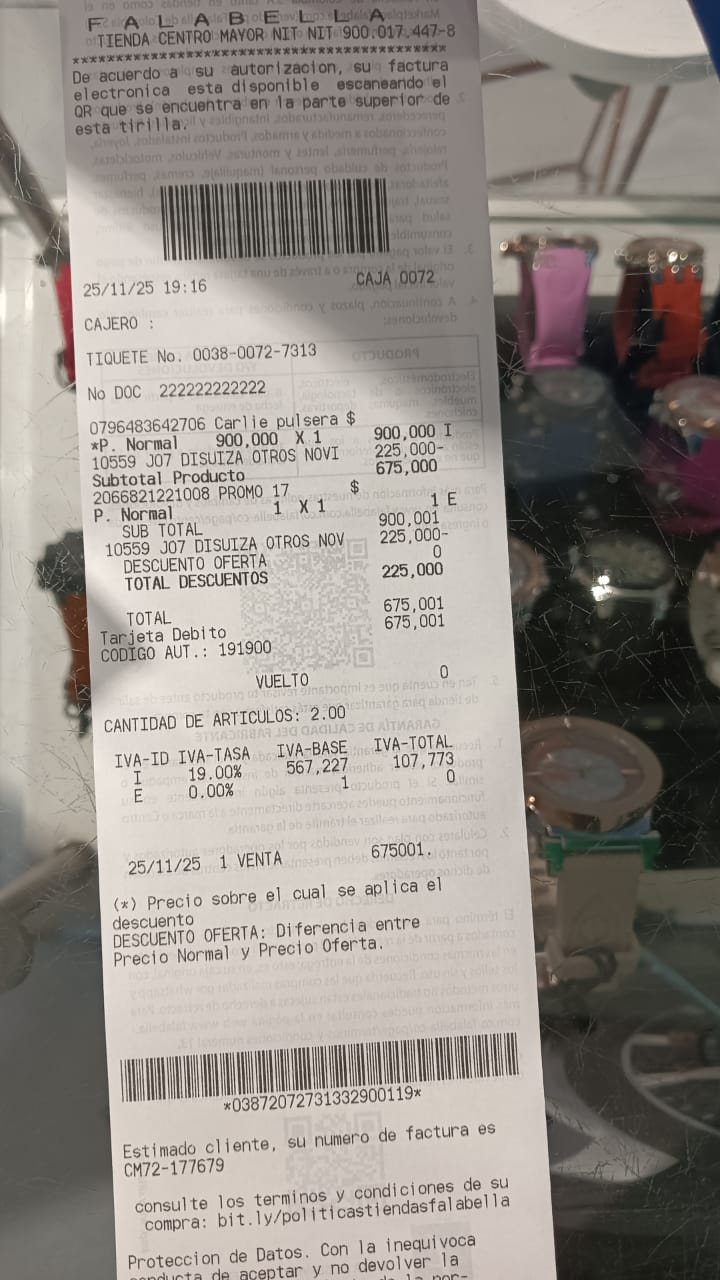 F A L A B E L L A
TIENDA CENTRO MAYOR NIT NIT 900.017.447-8
*******************************************
De acuerdo a su autorizacion, su factura
electronica esta disponible escaneando el
QR que se encuentra en la parte superior de
esta tirilla.
25/11/25 19:16 CAJA 0072
CAJERO :
TIQUETE No. 0038-0072-7313
No DOC 222222222222
0796483642706 Carlie pulsera $
*P. Normal 900,000 X 1 900,000 I
10559 J07 DISUIZA OTROS NOVI 225,000-
Subtotal Producto 675,000
2066821221008 PROMO 17 $
P. Normal 1 X 1 1 E
SUB TOTAL 900,001
10559 J07 DISUIZA OTROS NOV 225,000-
DESCUENTO OFERTA 0
TOTAL DESCUENTOS 225,000
TOTAL 675,001
Tarjeta Debito 675,001
CODIGO AUT.: 191900
VUELTO 0
CANTIDAD DE ARTICULOS: 2.00
IVA-ID IVA-TASA IVA-BASE IVA-TOTAL
I 19.00% 567,227 107,773
E 0.00% 1 0
25/11/25 1 VENTA 675001.
(*) Precio sobre el cual se aplica el
descuento
DESCUENTO OFERTA: Diferencia entre
Precio Normal y Precio Oferta.
*03872072731332900119*
Estimado cliente, su numero de factura es
CM72-177679
consulte los terminos y condiciones de su
compra: bit.ly/politicastiendasfalabella
Proteccion de Datos. Con la inequivoca
conducta de aceptar y no devolver la